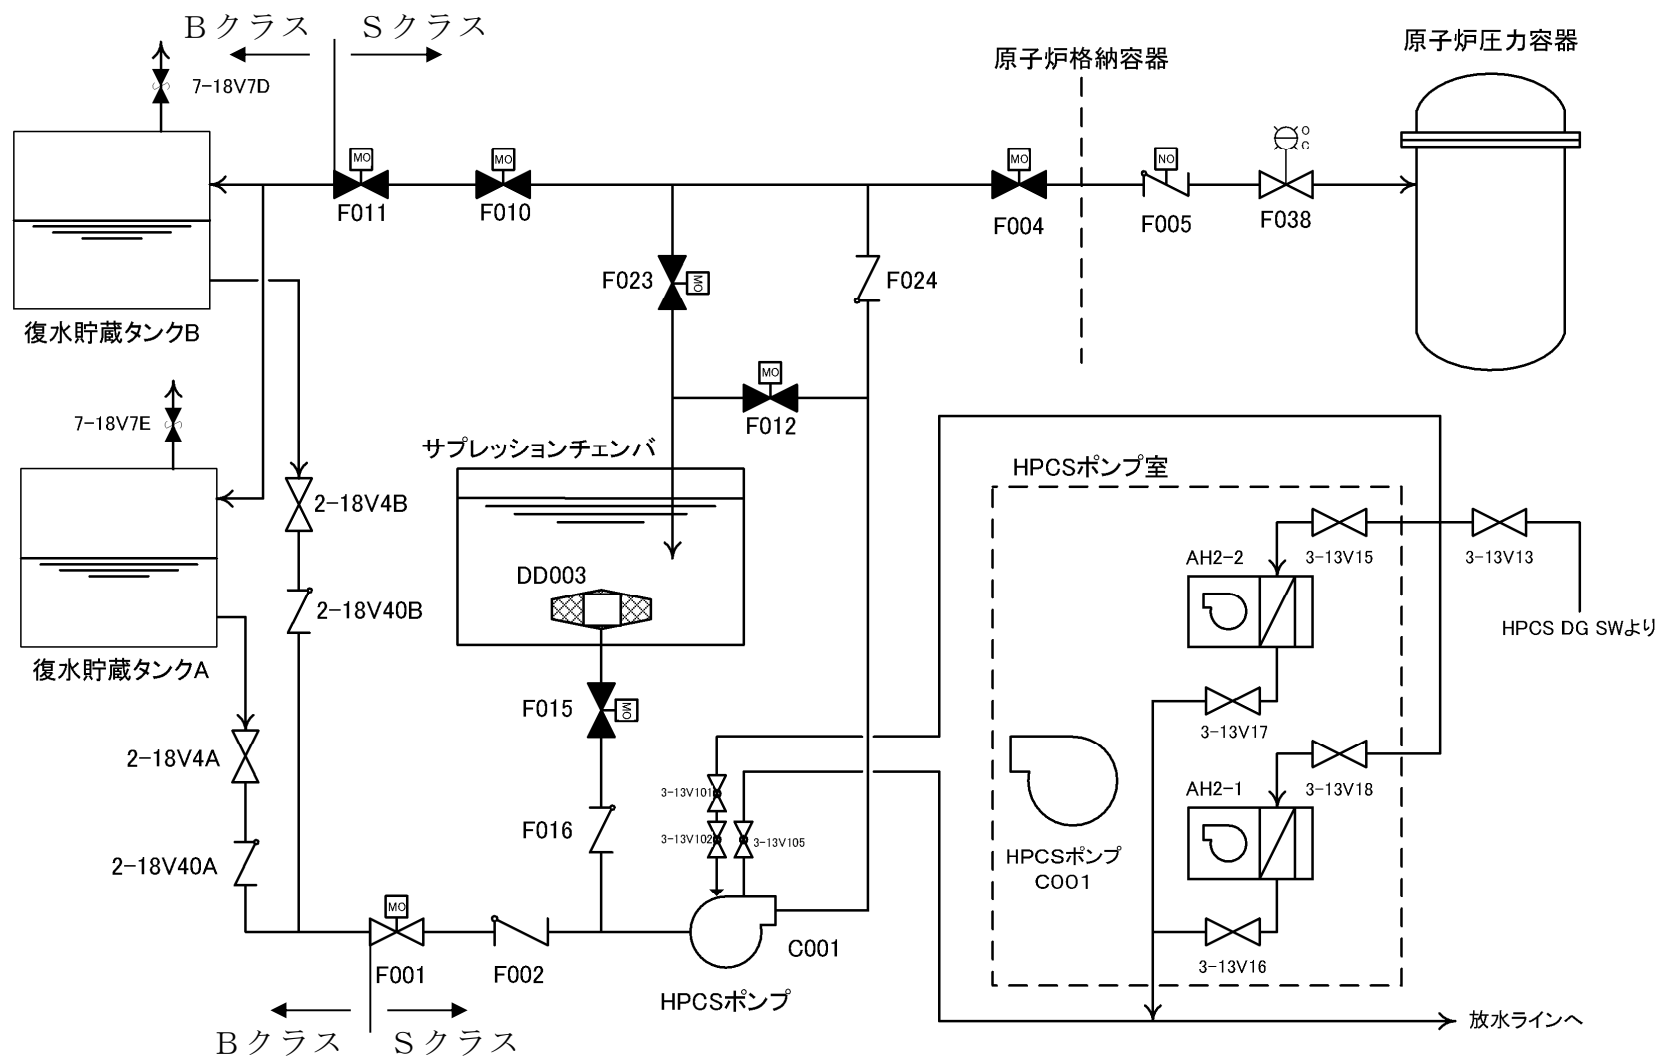 Bクラス
Sクラス
7-18V7D
MO
F011
MO
F010
原子炉格納容器
MO
F004
NO
F005
O
C
F038
原子炉圧力容器
復水貯蔵タンクB
F023
MO
F024
MO
F012
7-18V7E
復水貯蔵タンクA
2-18V4B
2-18V40B
2-18V4A
2-18V40A
サプレッションチェンバ
DD003
F015
MO
F016
MO
F001
F002
Bクラス
Sクラス
3-13V101
3-13V102
3-13V105
C001
HPCSポンプ
HPCSポンプ室
3-13V15
3-13V13
AH2-2
HPCS DG SWより
3-13V17
AH2-1
3-13V18
HPCSポンプ
C001
3-13V16
放水ラインへ